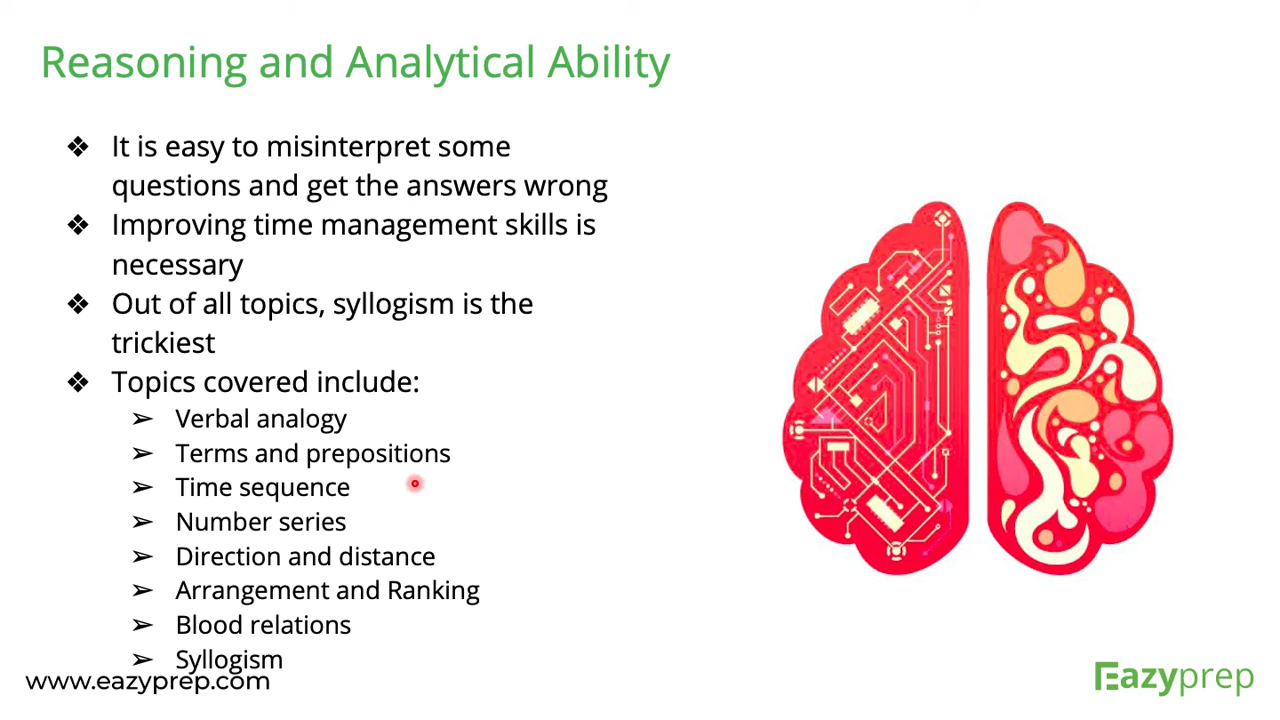 Reasoning and Analytical Ability
❖ It is easy to misinterpret some
questions and get the answers wrong
❖ Improving time management skills is
necessary
❖ Out of all topics, syllogism is the
trickiest
❖ Topics covered include:
➢ Verbal analogy
➢ Terms and prepositions
➢ Time sequence
➢ Number series
➢ Direction and distance
➢ Arrangement and Ranking
➢ Blood relations
➢ Syllogism
www.eazyprep.com
Eazyprep